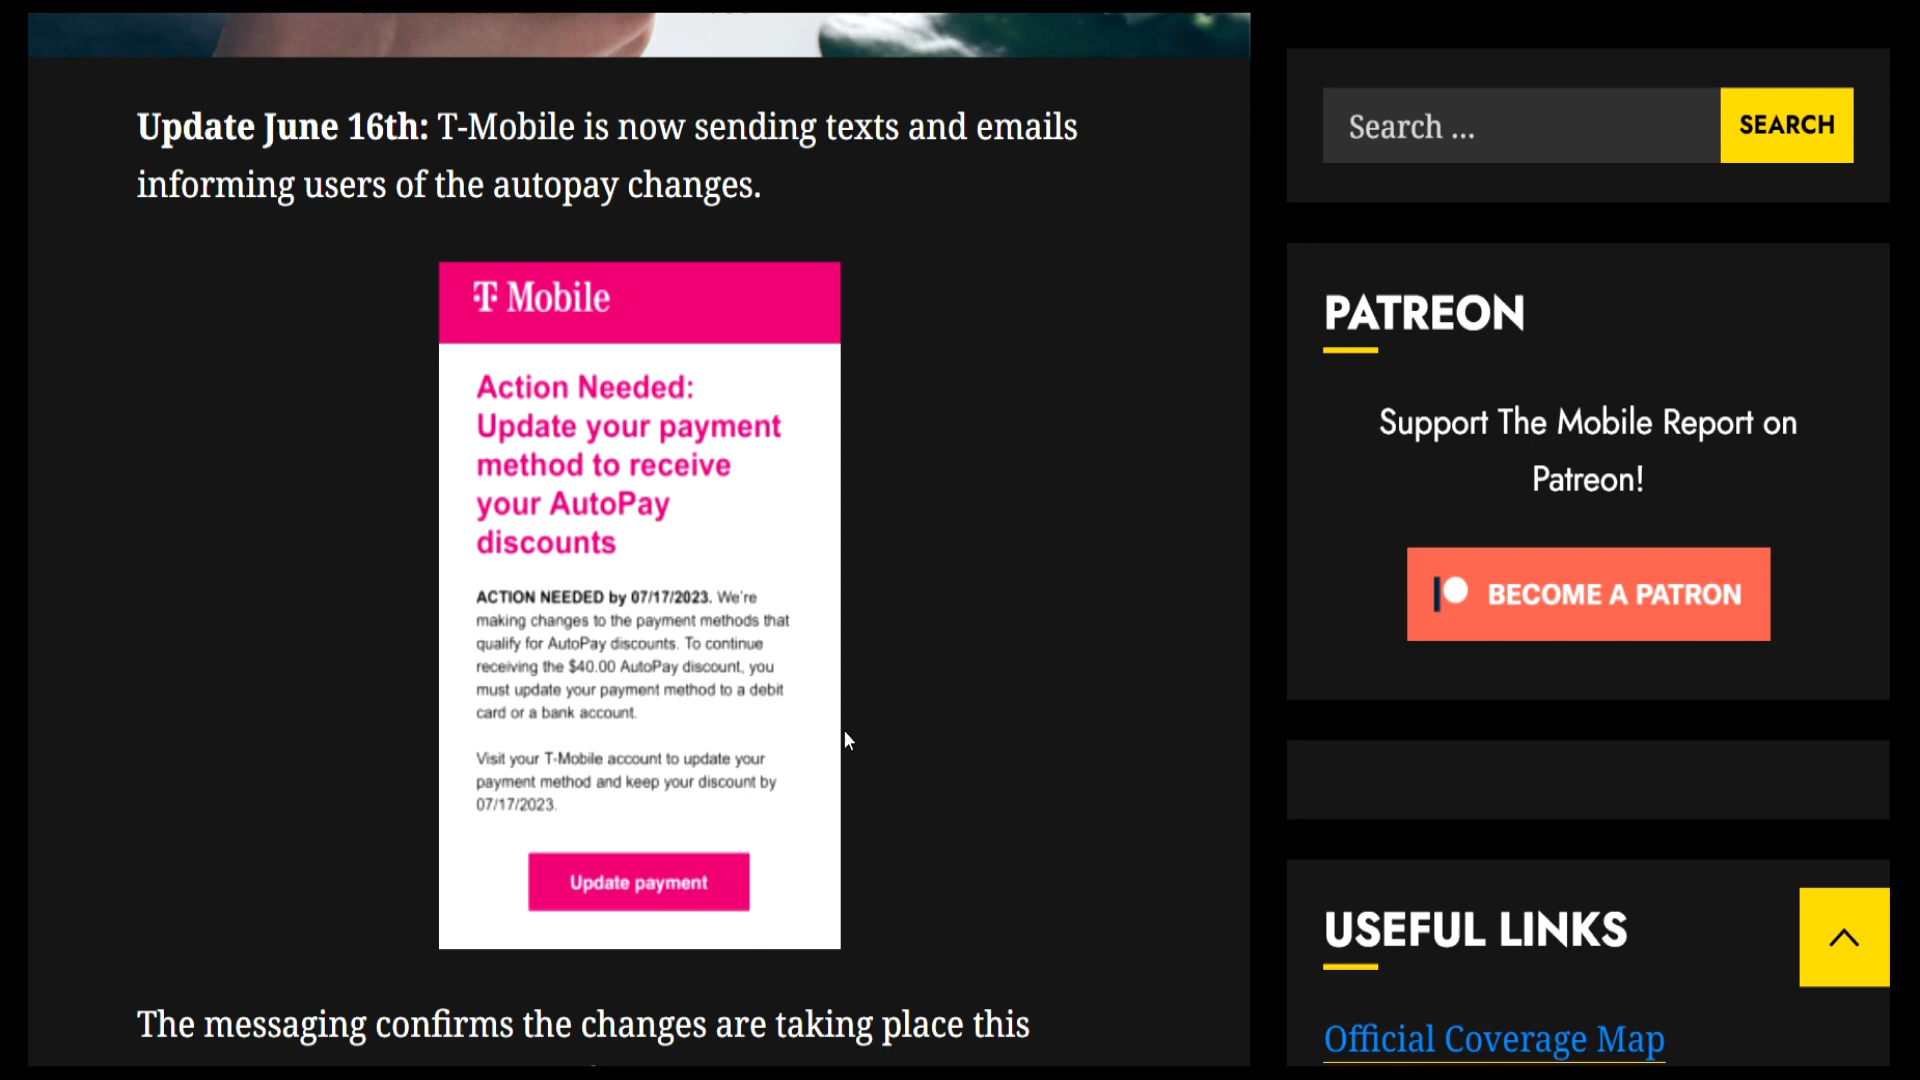 Update June 16th: T-Mobile is now sending texts and emails
informing users of the autopay changes.
T Mobile
Action Needed:
Update your payment
method to receive
your AutoPay
discounts
ACTION NEEDED by 07/17/2023. We're
making changes to the payment methods that
qualify for AutoPay discounts. To continue
receiving the $40.00 AutoPay discount, you
must update your payment method to a debit
card or a bank account.
Visit your T-Mobile account to update your
payment method and keep your discount by
07/17/2023.
Update payment
The messaging confirms the changes are taking place this
Search ...
SEARCH
PATREON
Support The Mobile Report on
Patreon!
BECOME A PATRON
USEFUL LINKS
Official Coverage Map